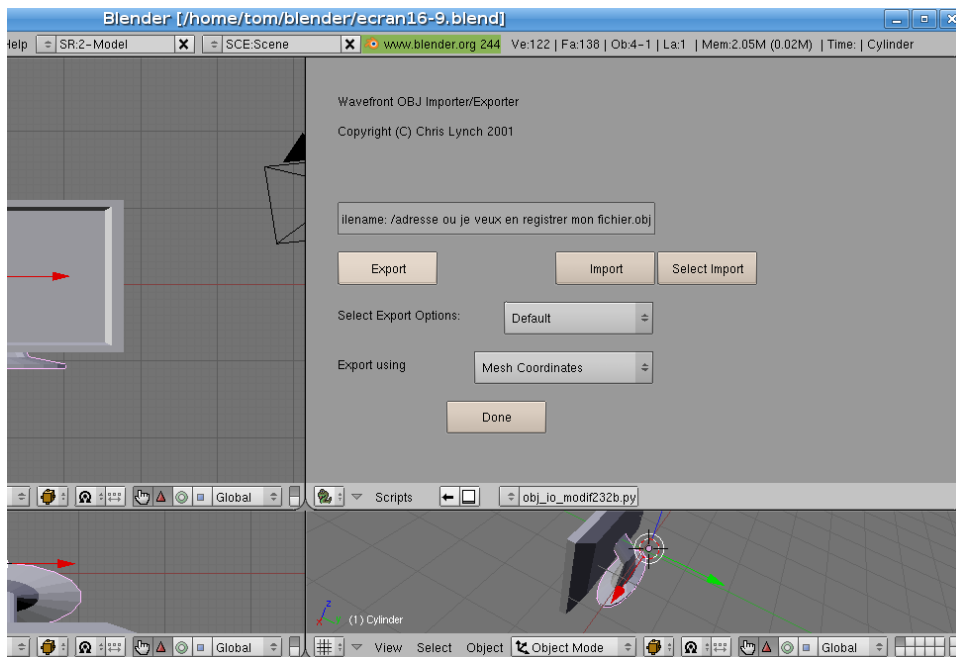 Blender [/home/tom/blender/ecran16-9.blend]
Help SR:2-Model SCE:Scene www.blender.org 244 Ve:122 | Fa:138 | Ob:4-1 | La:1 | Mem:2.05M (0.02M) | Time: | Cylinder
Wavefront OBJ Importer/Exporter
Copyright (C) Chris Lynch 2001
ilename: /adresse ou je veux en registrer mon fichier.obj
Export Import Select Import
Select Export Options: Default
Export using Mesh Coordinates
Done
Global Scripts obj_io_modif232b.py
z
x
(1) Cylinder
Global View Select Object Object Mode Global